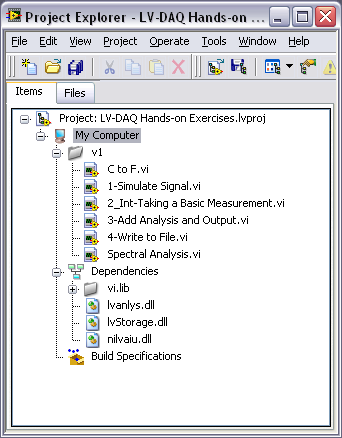 Project Explorer - LV-DAQ Hands-on ...
File Edit View Project Operate Tools Window Help
Items Files
Project: LV-DAQ Hands-on Exercises.lvproj
My Computer
v1
C to F.vi
1-Simulate Signal.vi
2_Int-Taking a Basic Measurement.vi
3-Add Analysis and Output.vi
4-Write to File.vi
Spectral Analysis.vi
Dependencies
vi.lib
lvanlys.dll
lvStorage.dll
nilvaiu.dll
Build Specifications